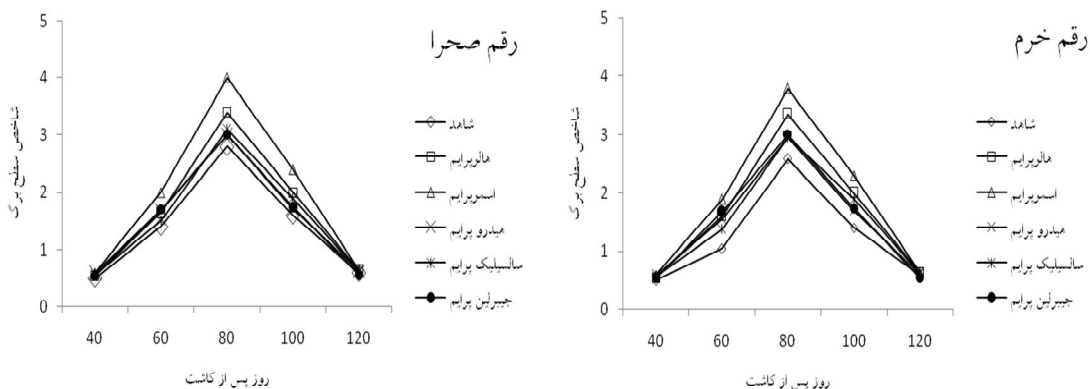 رقم صحرا
شاخص سطح برگ
5
4
3
2
1
0
40 60 80 100 120
روز پس از کاشت
شاهد
هالوپرایم
اسموپرایم
هیدرو پرایم
سالسیلیک پرایم
جیبرلین پرایم
رقم خرم
شاخص سطح برگ
5
4
3
2
1
0
40 60 80 100 120
روز پس از کاشت
شاهد
هالوپرایم
اسموپرایم
هیدرو پرایم
سالسیلیک پرایم
جیبرلین پرایم